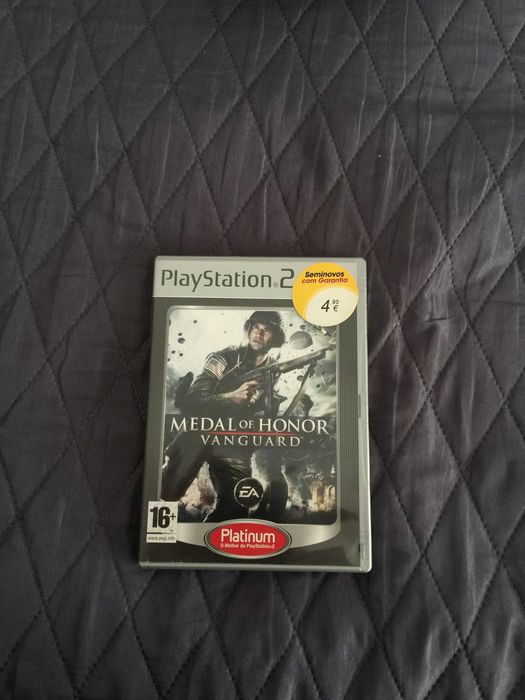 PlayStation®2
Seminovos
com Garantia
4,95
€
MEDAL OF HONOR
VANGUARD™
EA
16+
www.pegi.info
Platinum
O Melhor da PlayStation®2